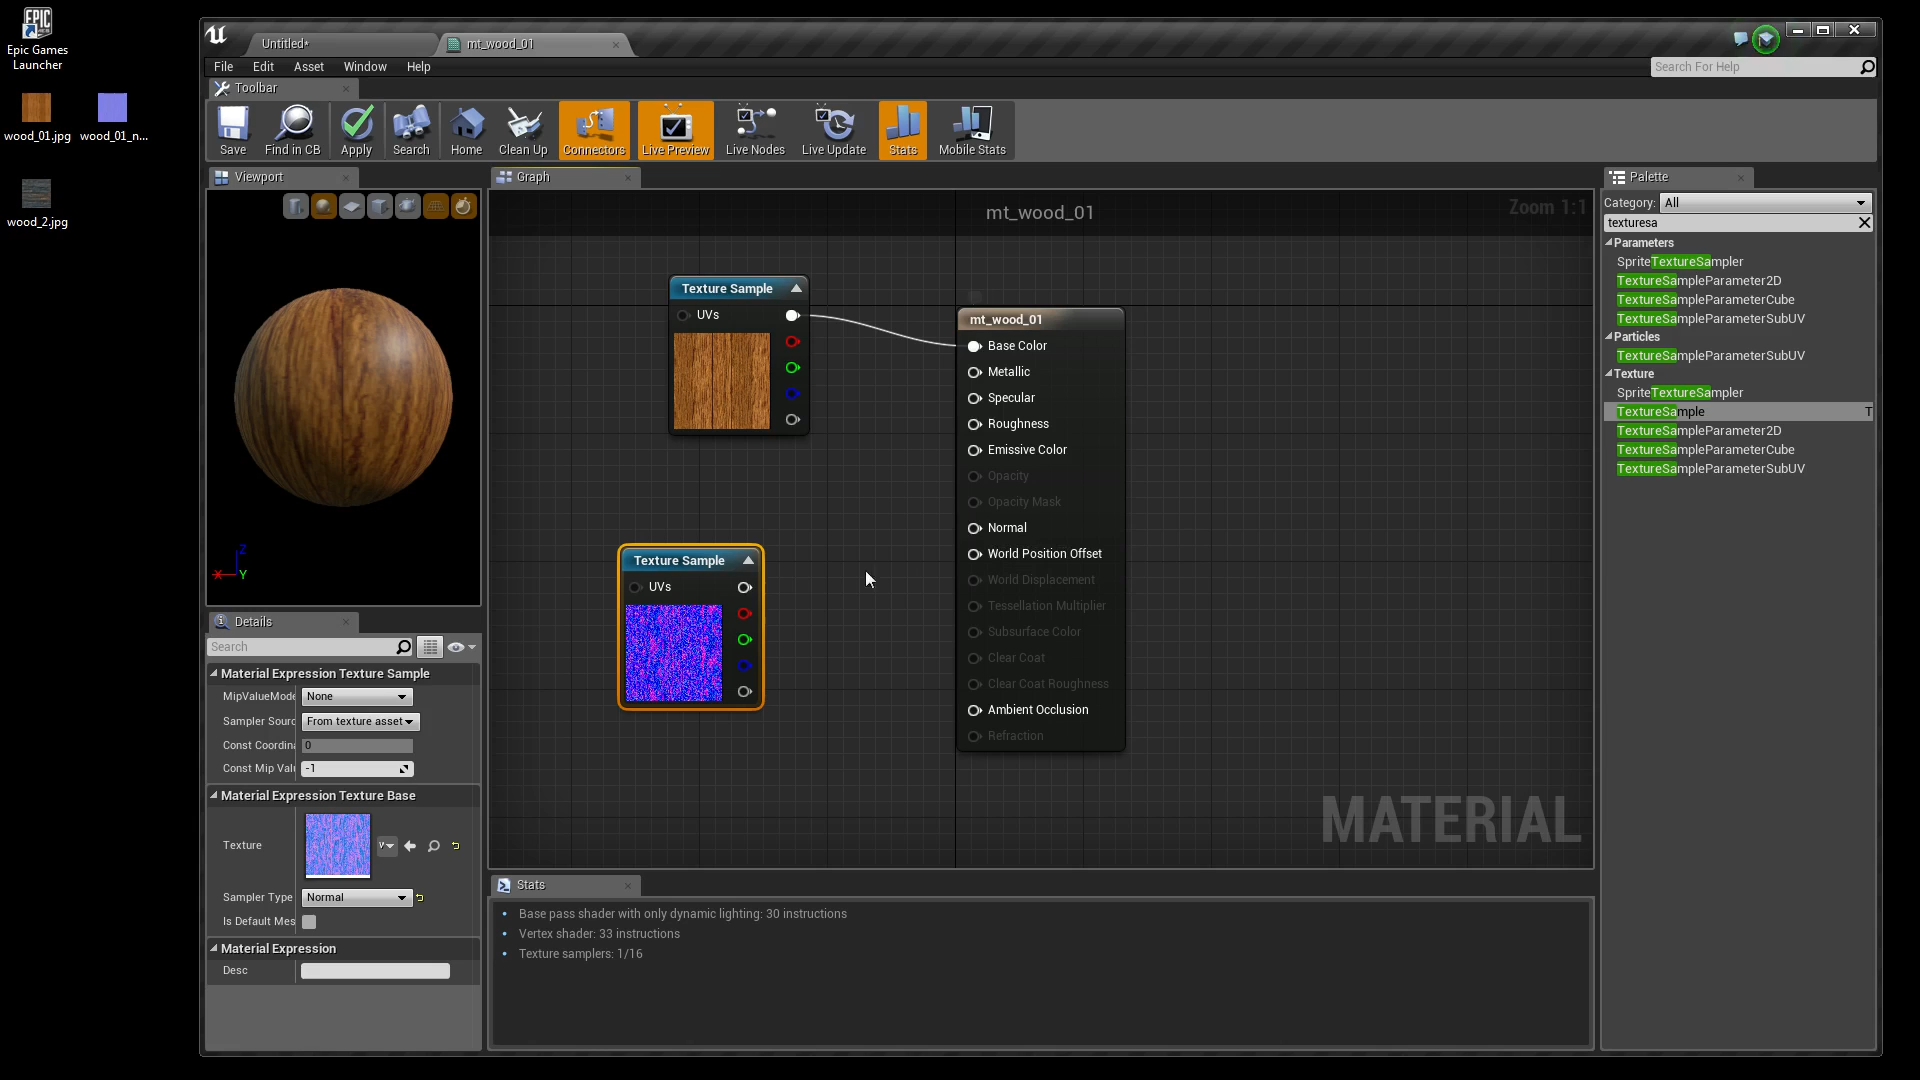 EPIC
GAMES
Epic Games
Launcher
wood_01.jpg
wood_01_n...
wood_2.jpg
Untitled*
mt_wood_01
File
Edit
Asset
Window
Help
Search For Help
Toolbar
Save
Find in CB
Apply
Search
Home
Clean Up
Connectors
Live Preview
Live Nodes
Live Update
Stats
Mobile Stats
Viewport
Z
X
Y
Graph
mt_wood_01
Zoom 1:1
Texture Sample
UVs
mt_wood_01
Base Color
Metallic
Specular
Roughness
Emissive Color
Opacity
Opacity Mask
Normal
World Position Offset
World Displacement
Tessellation Multiplier
Subsurface Color
Clear Coat
Clear Coat Roughness
Ambient Occlusion
Refraction
Texture Sample
UVs
MATERIAL
Details
Search
Material Expression Texture Sample
MipValueMode
None
Sampler Sourc
From texture asset
Const Coordina
0
Const Mip Valu
-1
Material Expression Texture Base
Texture
Sampler Type
Normal
Is Default Mes
Material Expression
Desc
Stats
Base pass shader with only dynamic lighting: 30 instructions
Vertex shader: 33 instructions
Texture samplers: 1/16
Palette
Category:
All
texturesa
Parameters
SpriteTextureSampler
TextureSampleParameter2D
TextureSampleParameterCube
TextureSampleParameterSubUV
Particles
TextureSampleParameterSubUV
Texture
SpriteTextureSampler
TextureSample
T
TextureSampleParameter2D
TextureSampleParameterCube
TextureSampleParameterSubUV